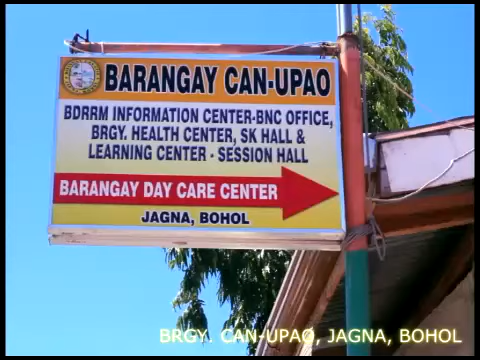 BARANGAY CAN-UPAO
BDRRM INFORMATION CENTER-BNC OFFICE,
BRGY. HEALTH CENTER, SK HALL &
LEARNING CENTER - SESSION HALL
BARANGAY DAY CARE CENTER
JAGNA, BOHOL
BRGY. CAN-UPAO, JAGNA, BOHOL